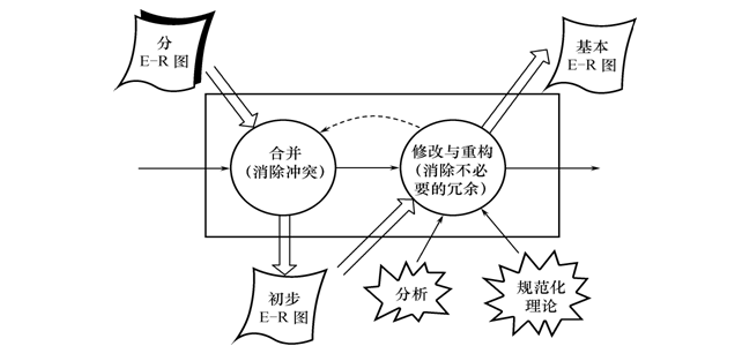 分
E-R 图
基本
E-R 图
合并
(消除冲突)
修改与重构
(消除不必
要的冗余)
初步
E-R 图
分析
规范化
理论